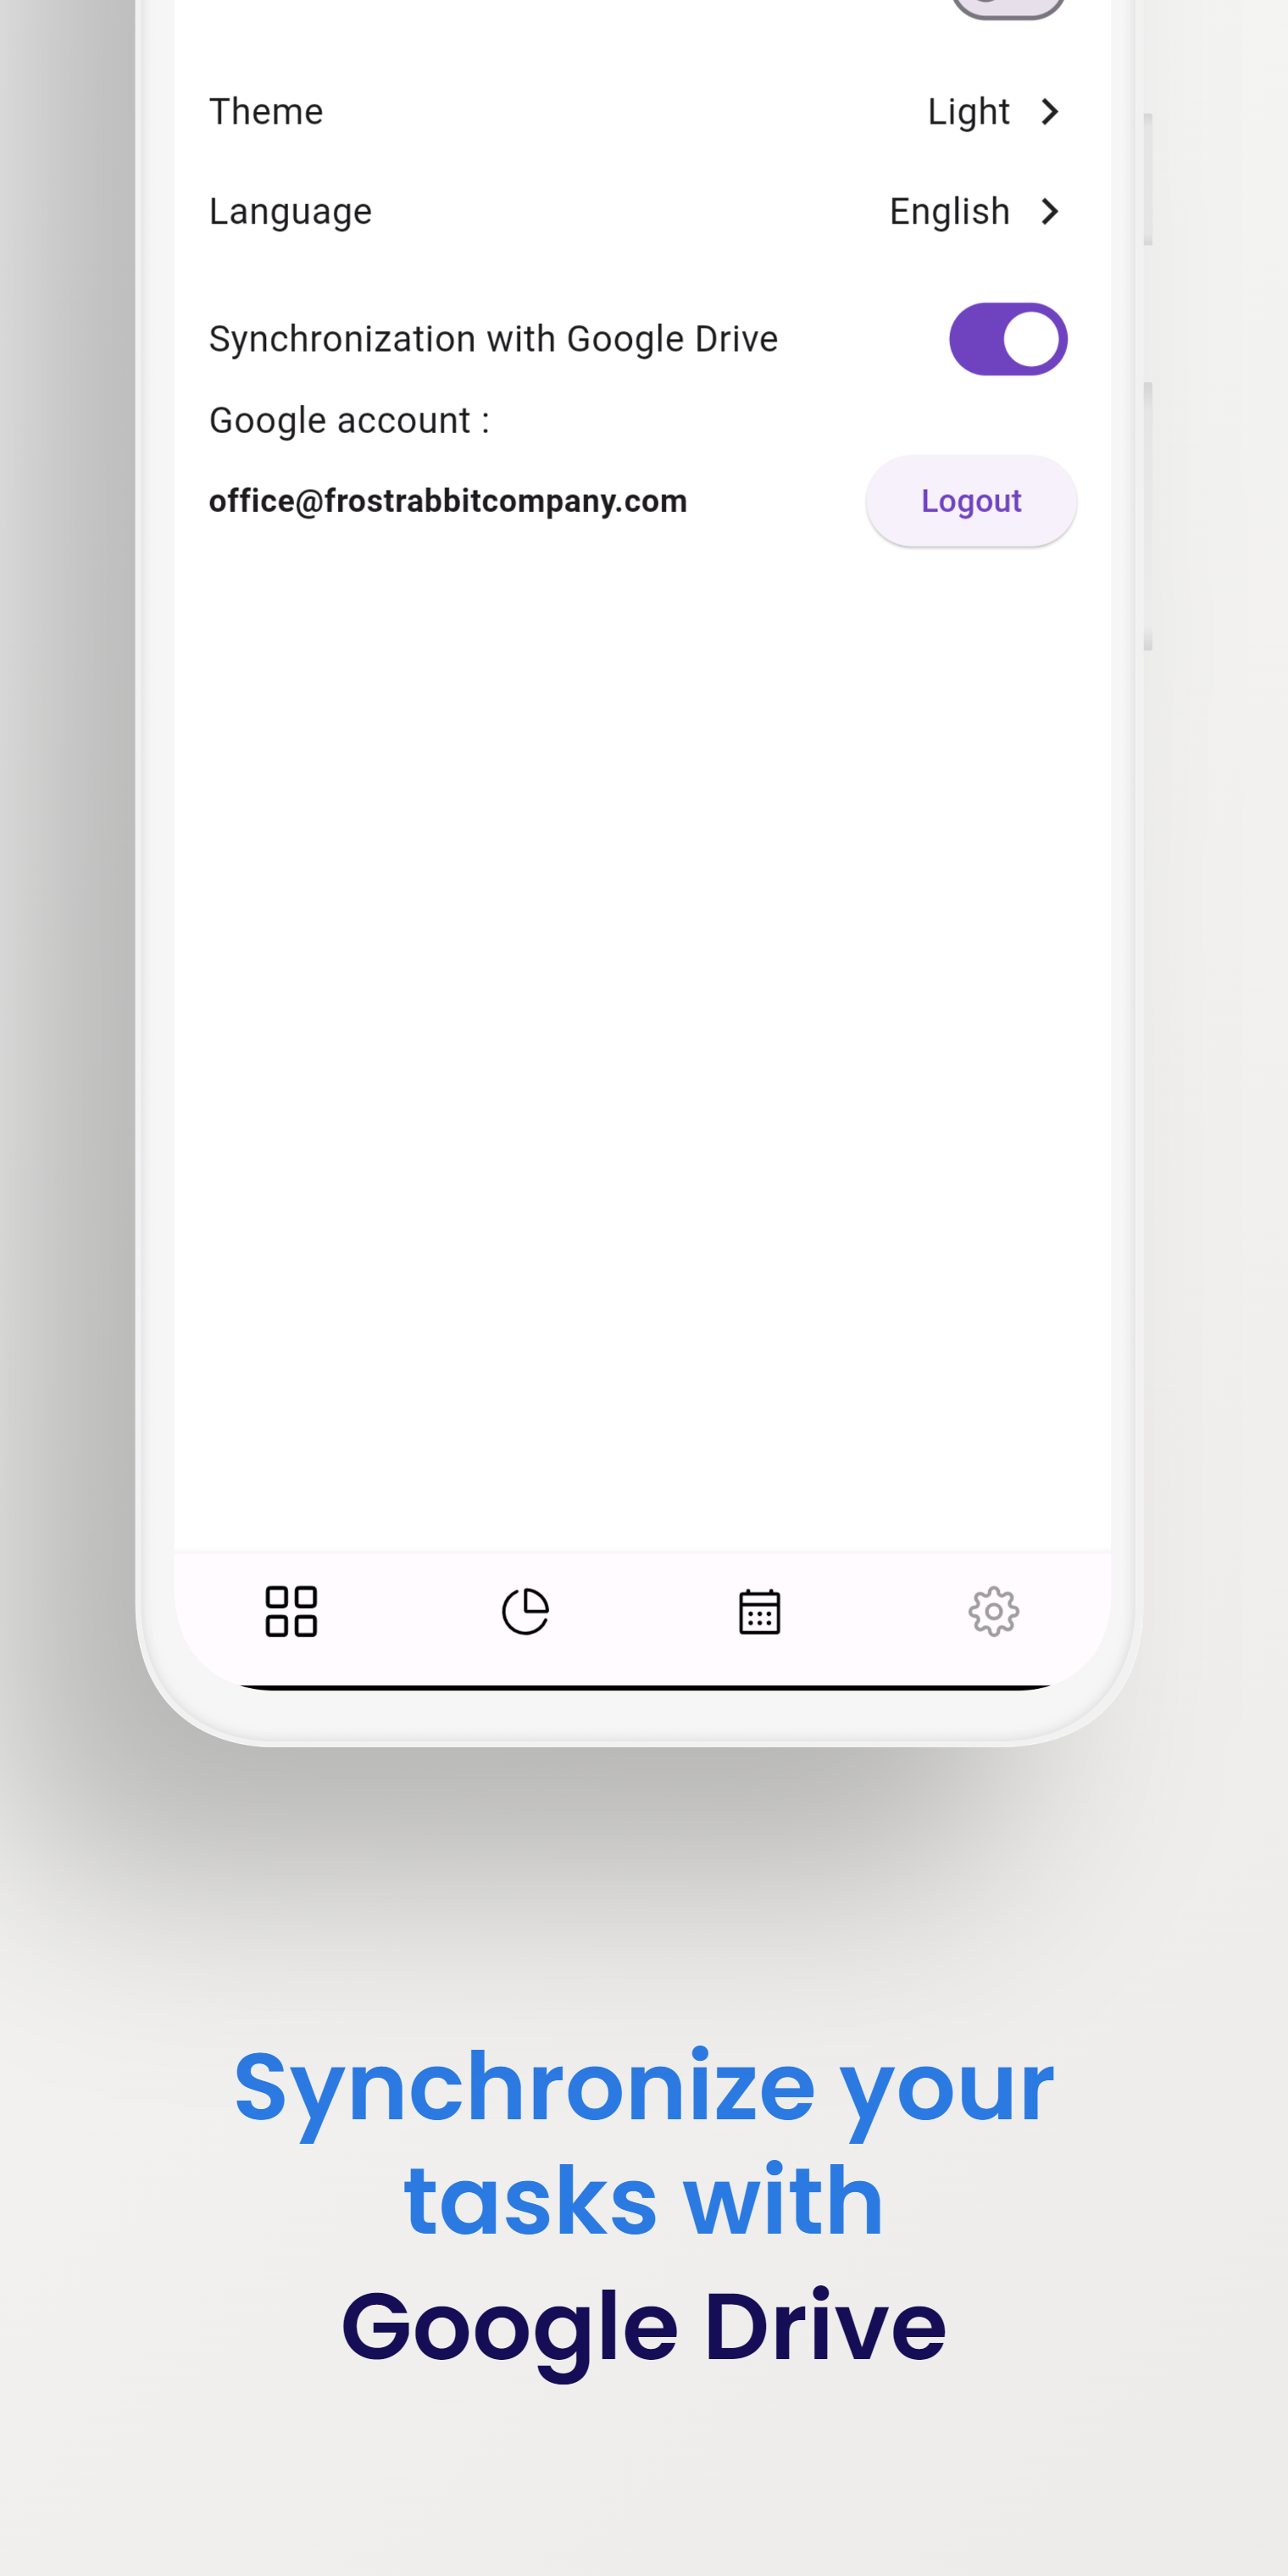 Theme Light
Language English
Synchronization with Google Drive
Google account :
office@frostrabbitcompany.com Logout
Synchronize your
tasks with
Google Drive